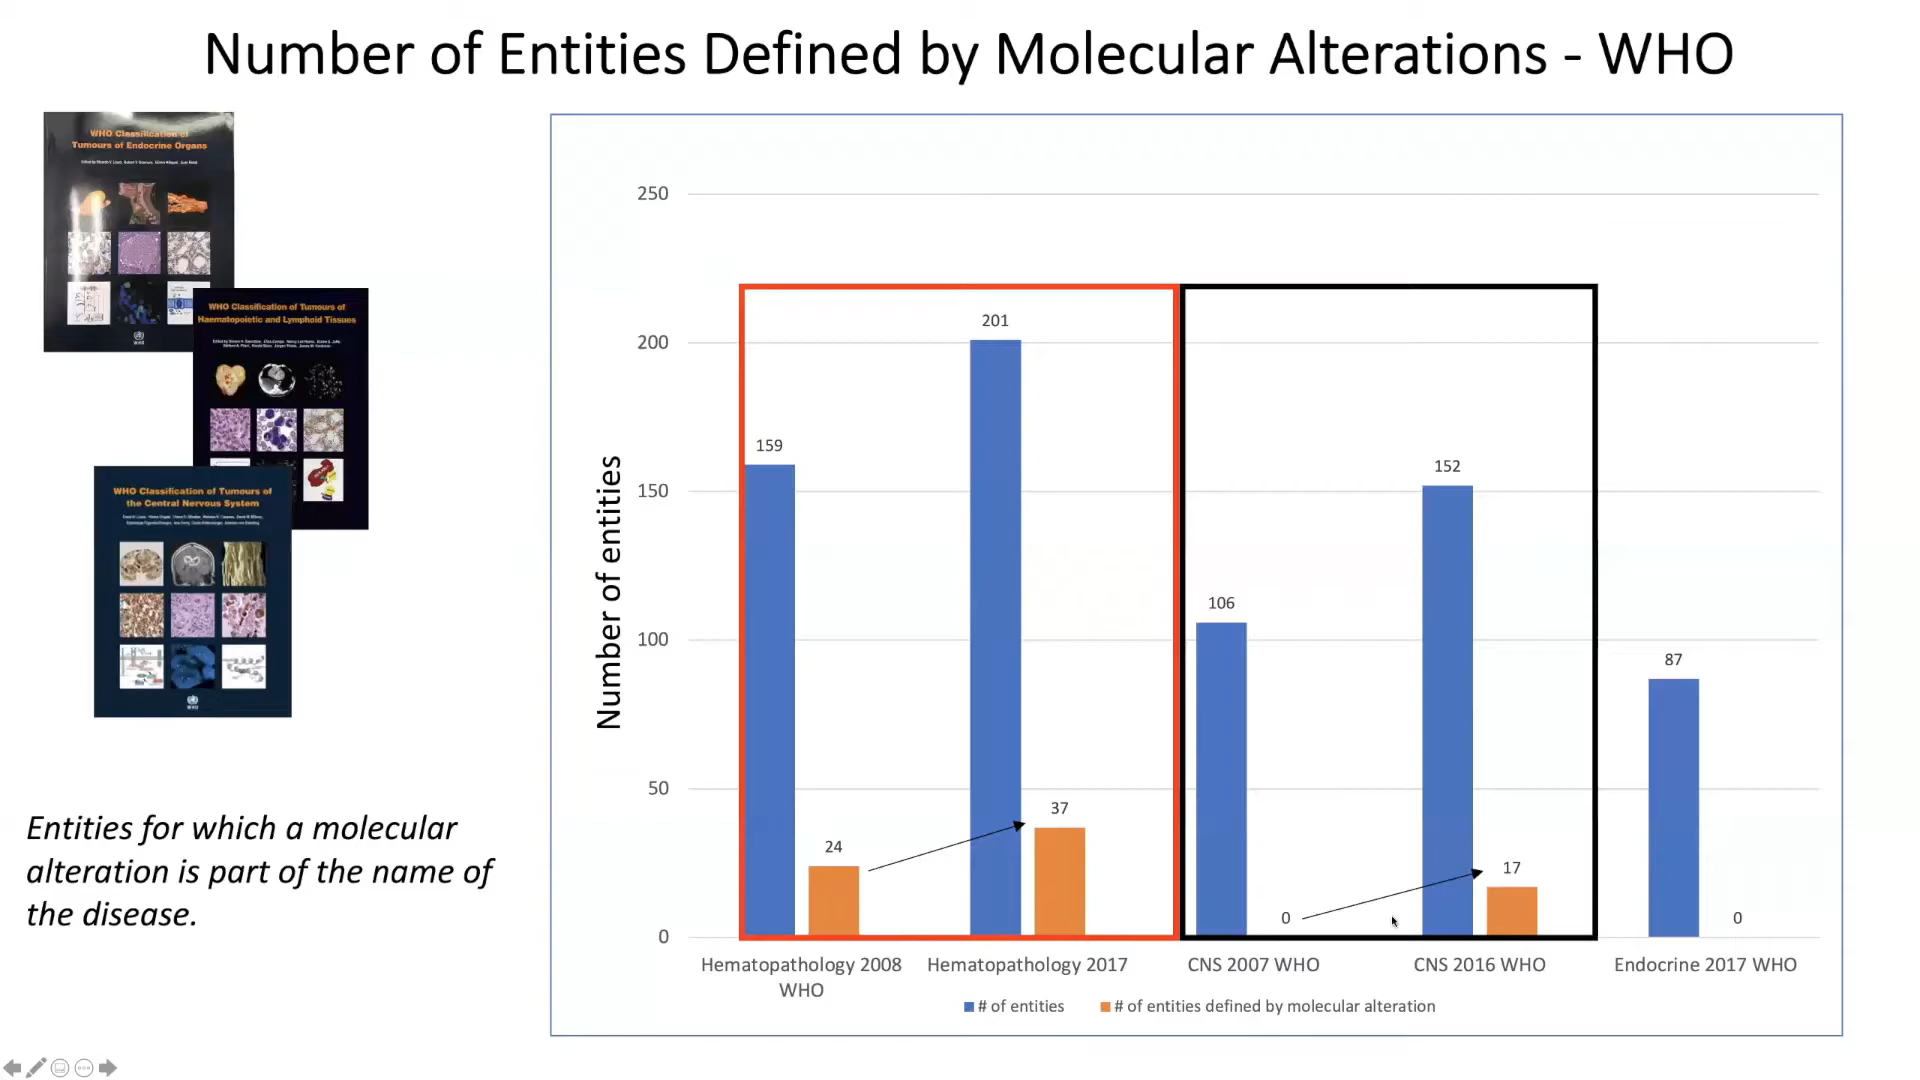 Number of Entities Defined by Molecular Alterations - WHO
WHO Classification of
Tumours of Endocrine Organs
WHO
WHO Classification of Tumours of
Haematopoietic and Lymphoid Tissues
WHO Classification of Tumours of
the Central Nervous System
WHO
Entities for which a molecular
alteration is part of the name of
the disease.
Number of entities
250
200
150
100
50
0
159
24
201
37
106
0
152
17
87
0
Hematopathology 2008
WHO
Hematopathology 2017
CNS 2007 WHO
CNS 2016 WHO
Endocrine 2017 WHO
# of entities
# of entities defined by molecular alteration